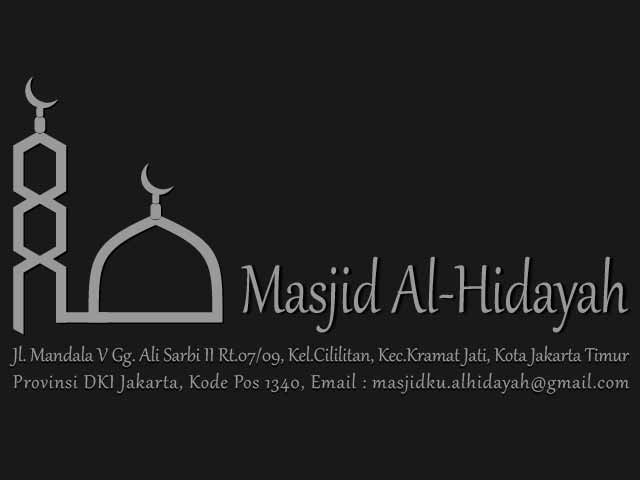 Masjid Al-Hidayah
Jl. Mandala V Gg. Ali Sarbi II Rt.07/09, Kel.Cililitan, Kec.Kramat Jati, Kota Jakarta Timur
Provinsi DKI Jakarta, Kode Pos 1340, Email : masjidku.alhidayah@gmail.com